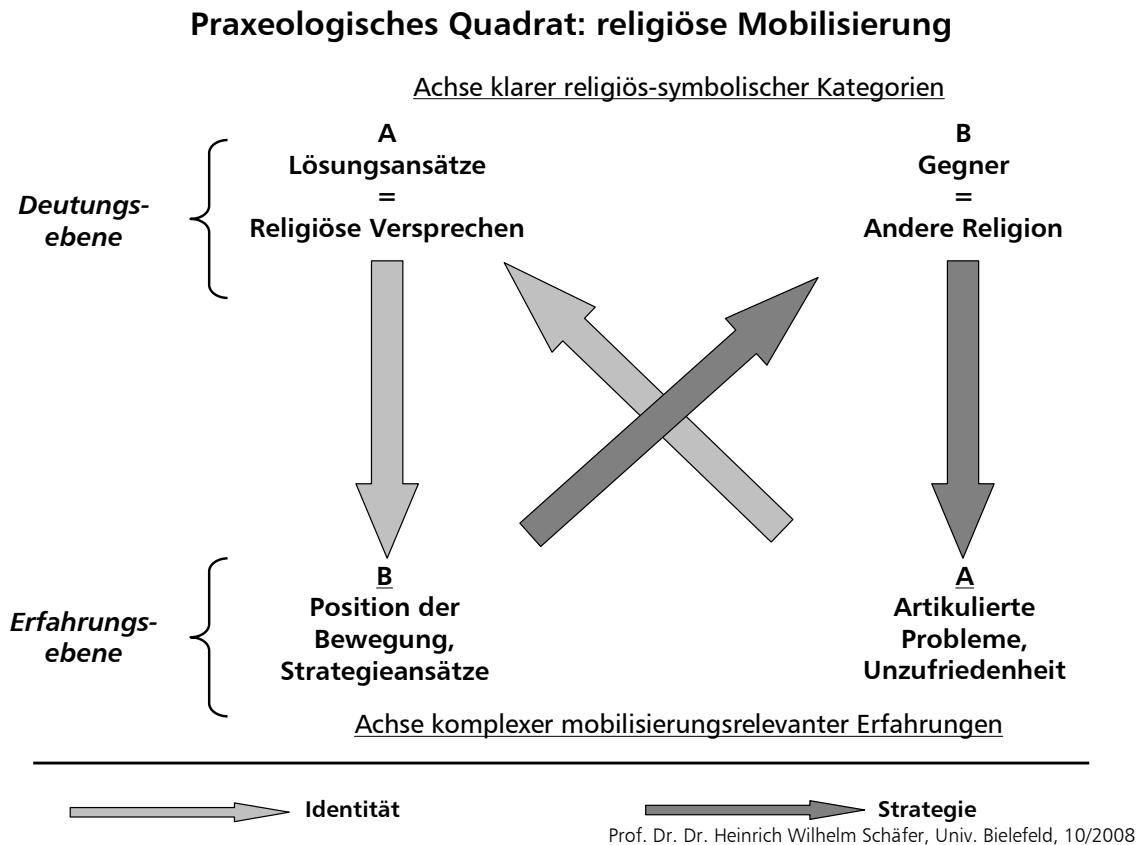 Praxeologisches Quadrat: religiöse Mobilisierung
Achse klarer religiös-symbolischer Kategorien
A
Lösungsansätze
=
Religiöse Versprechen
B
Gegner
=
Andere Religion
Deutungs-
ebene
Erfahrungs-
ebene
B
Position der
Bewegung,
Strategieansätze
A
Artikulierte
Probleme,
Unzufriedenheit
Achse komplexer mobilisierungsrelevanter Erfahrungen
Identität
Strategie
Prof. Dr. Dr. Heinrich Wilhelm Schäfer, Univ. Bielefeld, 10/2008